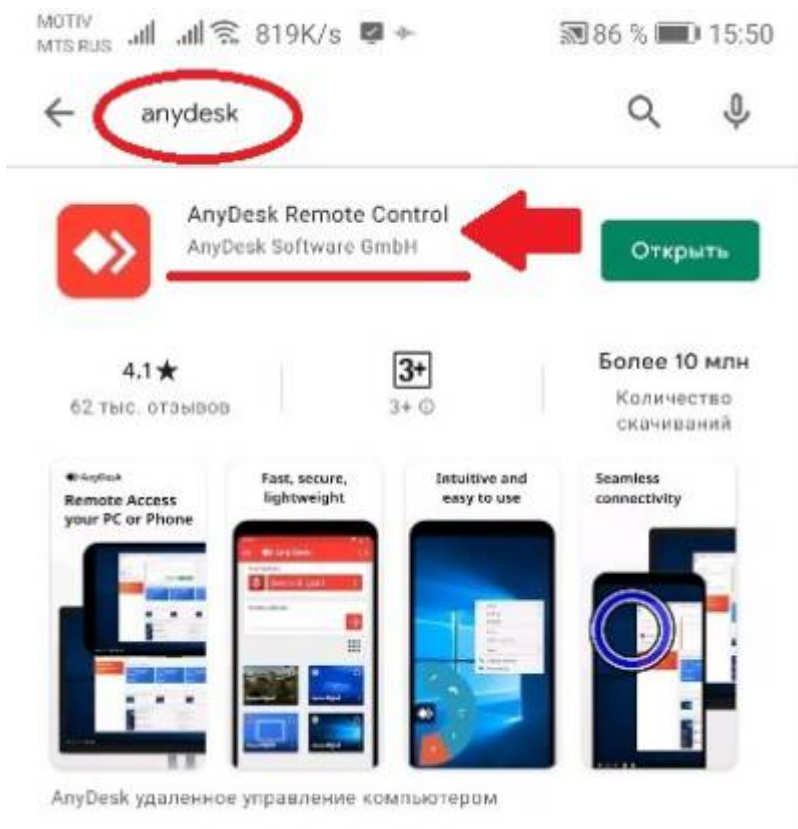 MOTIV
MTS RUS
819K/s
86 %
15:50
anydesk
AnyDesk Remote Control
AnyDesk Software GmbH
Открыть
4,1★
62 тыс. отзывов
3+
3+
Более 10 млн
Количество
скачиваний
AnyDesk
Remote Access
your PC or Phone
Fast, secure,
lightweight
Intuitive and
easy to use
Seamless
connectivity
AnyDesk удаленное управление компьютером